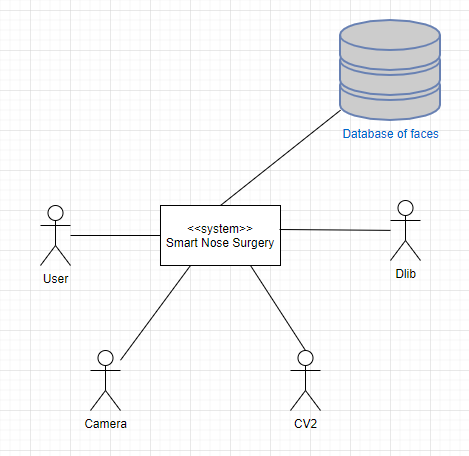 Database of faces
<<system>>
Smart Nose Surgery
User
Dlib
Camera
CV2